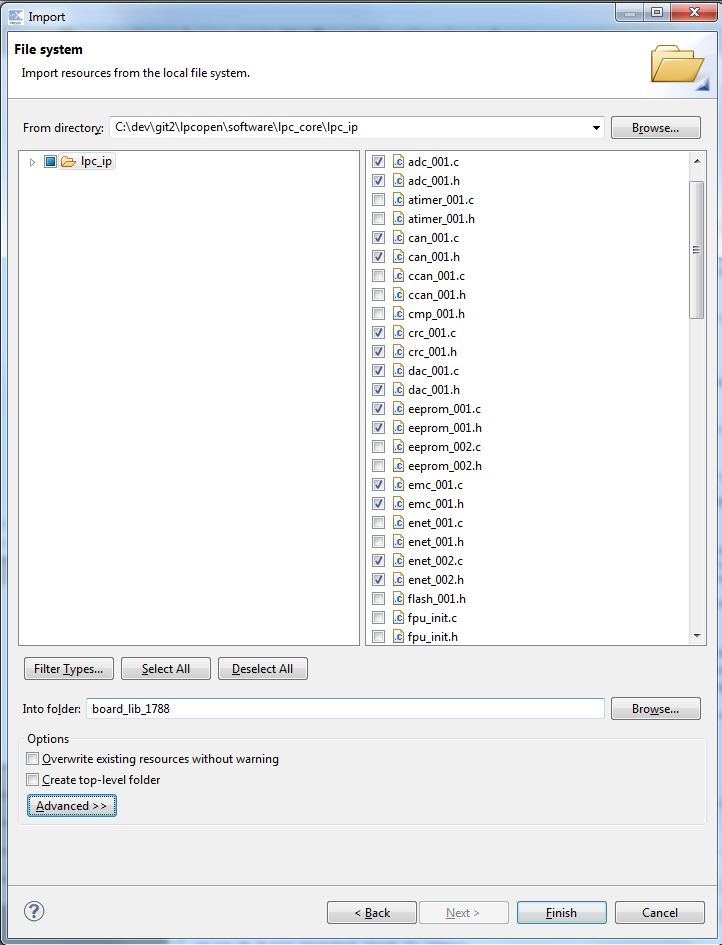 Import
File system
Import resources from the local file system.
From directory: C:\dev\git2\lpcopen\software\lpc_core\lpc_ip Browse...
lpc_ip
adc_001.c
adc_001.h
atimer_001.c
atimer_001.h
can_001.c
can_001.h
ccan_001.c
ccan_001.h
cmp_001.h
crc_001.c
crc_001.h
dac_001.c
dac_001.h
eeprom_001.c
eeprom_001.h
eeprom_002.c
eeprom_002.h
emc_001.c
emc_001.h
enet_001.c
enet_001.h
enet_002.c
enet_002.h
flash_001.h
fpu_init.c
fpu_init.h
Filter Types... Select All Deselect All
Into folder: board_lib_1788 Browse...
Options
Overwrite existing resources without warning
Create top-level folder
Advanced >>
? < Back Next > Finish Cancel